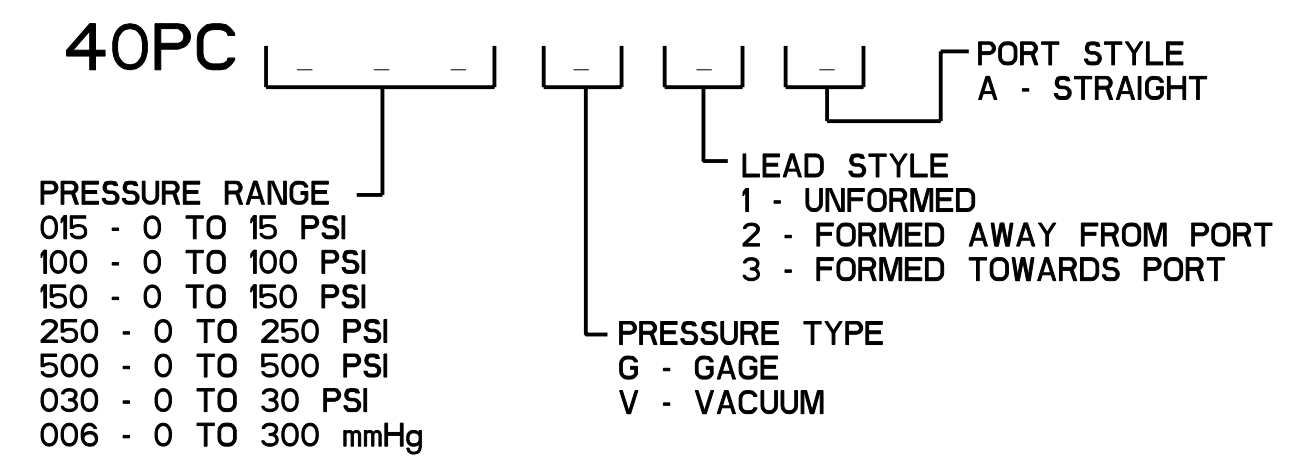 40PC _ _ _ _ _ _
PORT STYLE
A - STRAIGHT
LEAD STYLE
1 - UNFORMED
2 - FORMED AWAY FROM PORT
3 - FORMED TOWARDS PORT
PRESSURE RANGE
015 - 0 TO 15 PSI
100 - 0 TO 100 PSI
150 - 0 TO 150 PSI
250 - 0 TO 250 PSI
500 - 0 TO 500 PSI
030 - 0 TO 30 PSI
006 - 0 TO 300 mmHg
PRESSURE TYPE
G - GAGE
V - VACUUM